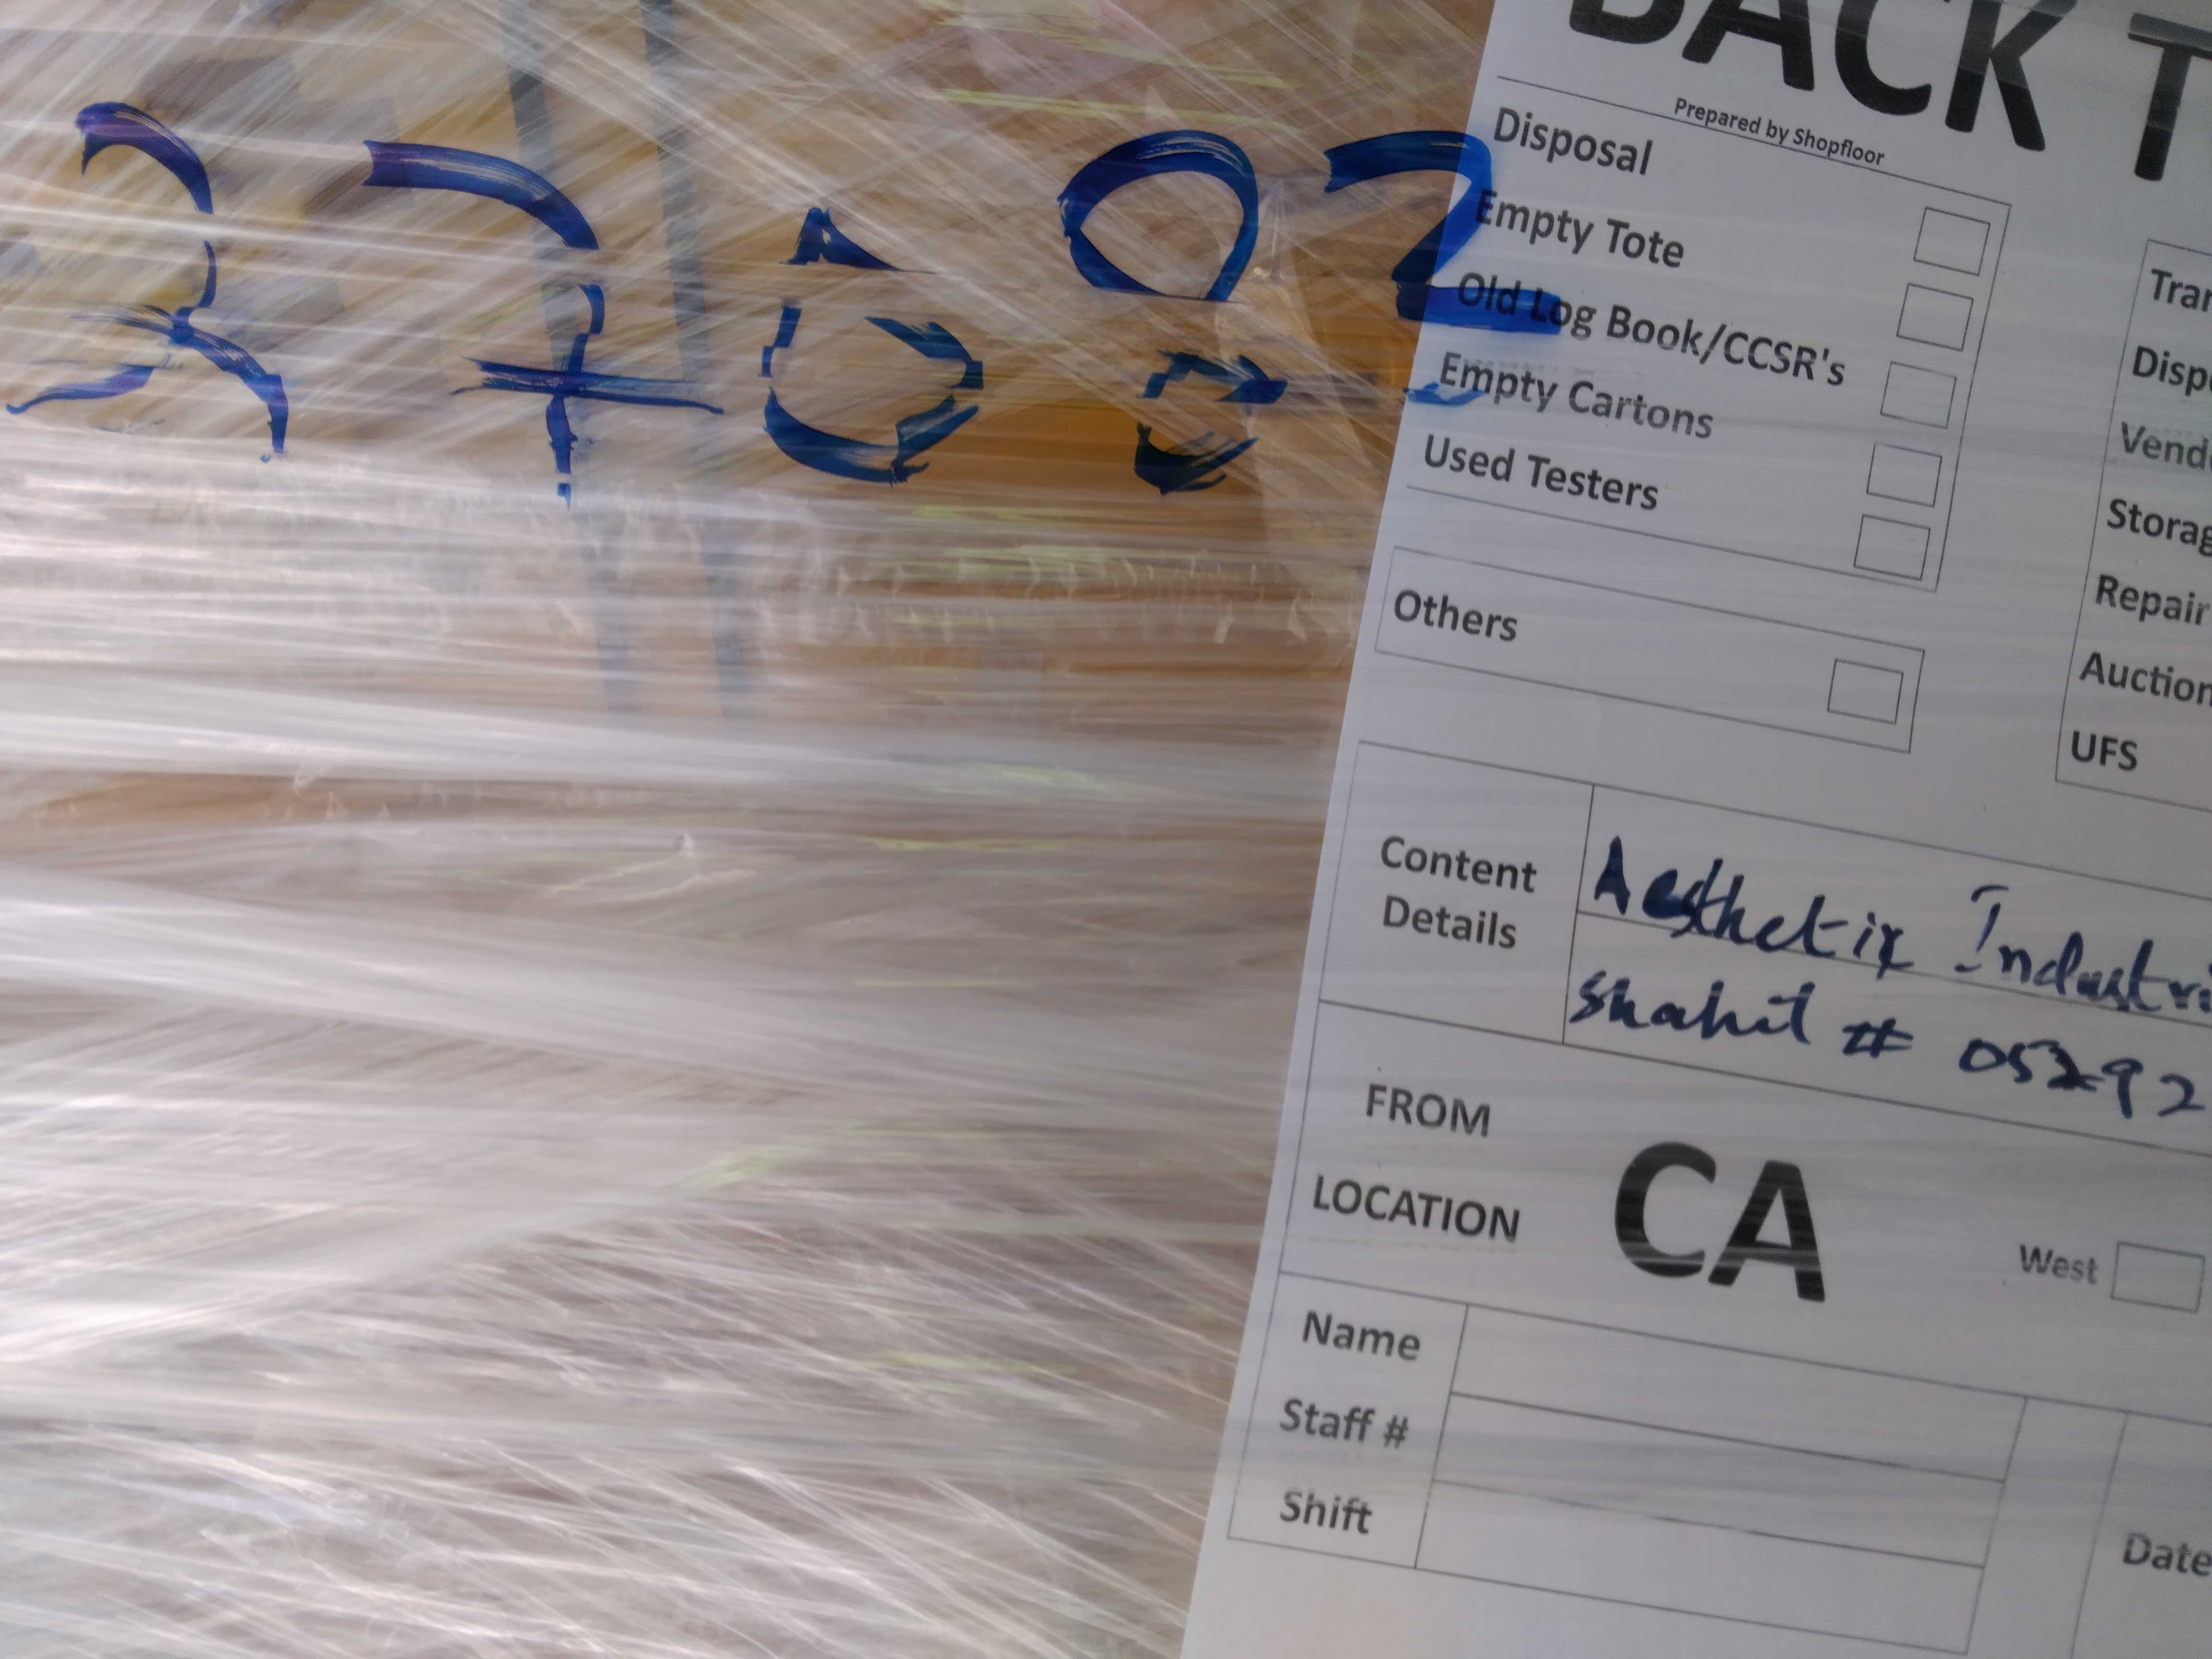 37682
BACK T
Prepared by Shopfloor
Disposal
Empty Tote
Old Log Book/CCSR's
Empty Cartons
Used Testers
Others
Tran
Disp
Vend
Storag
Repair
Auction
UFS
Content
Details
Aesthetix Industri
Shahit # 05292
FROM
LOCATION
CA
West
Name
Staff #
Shift
Date